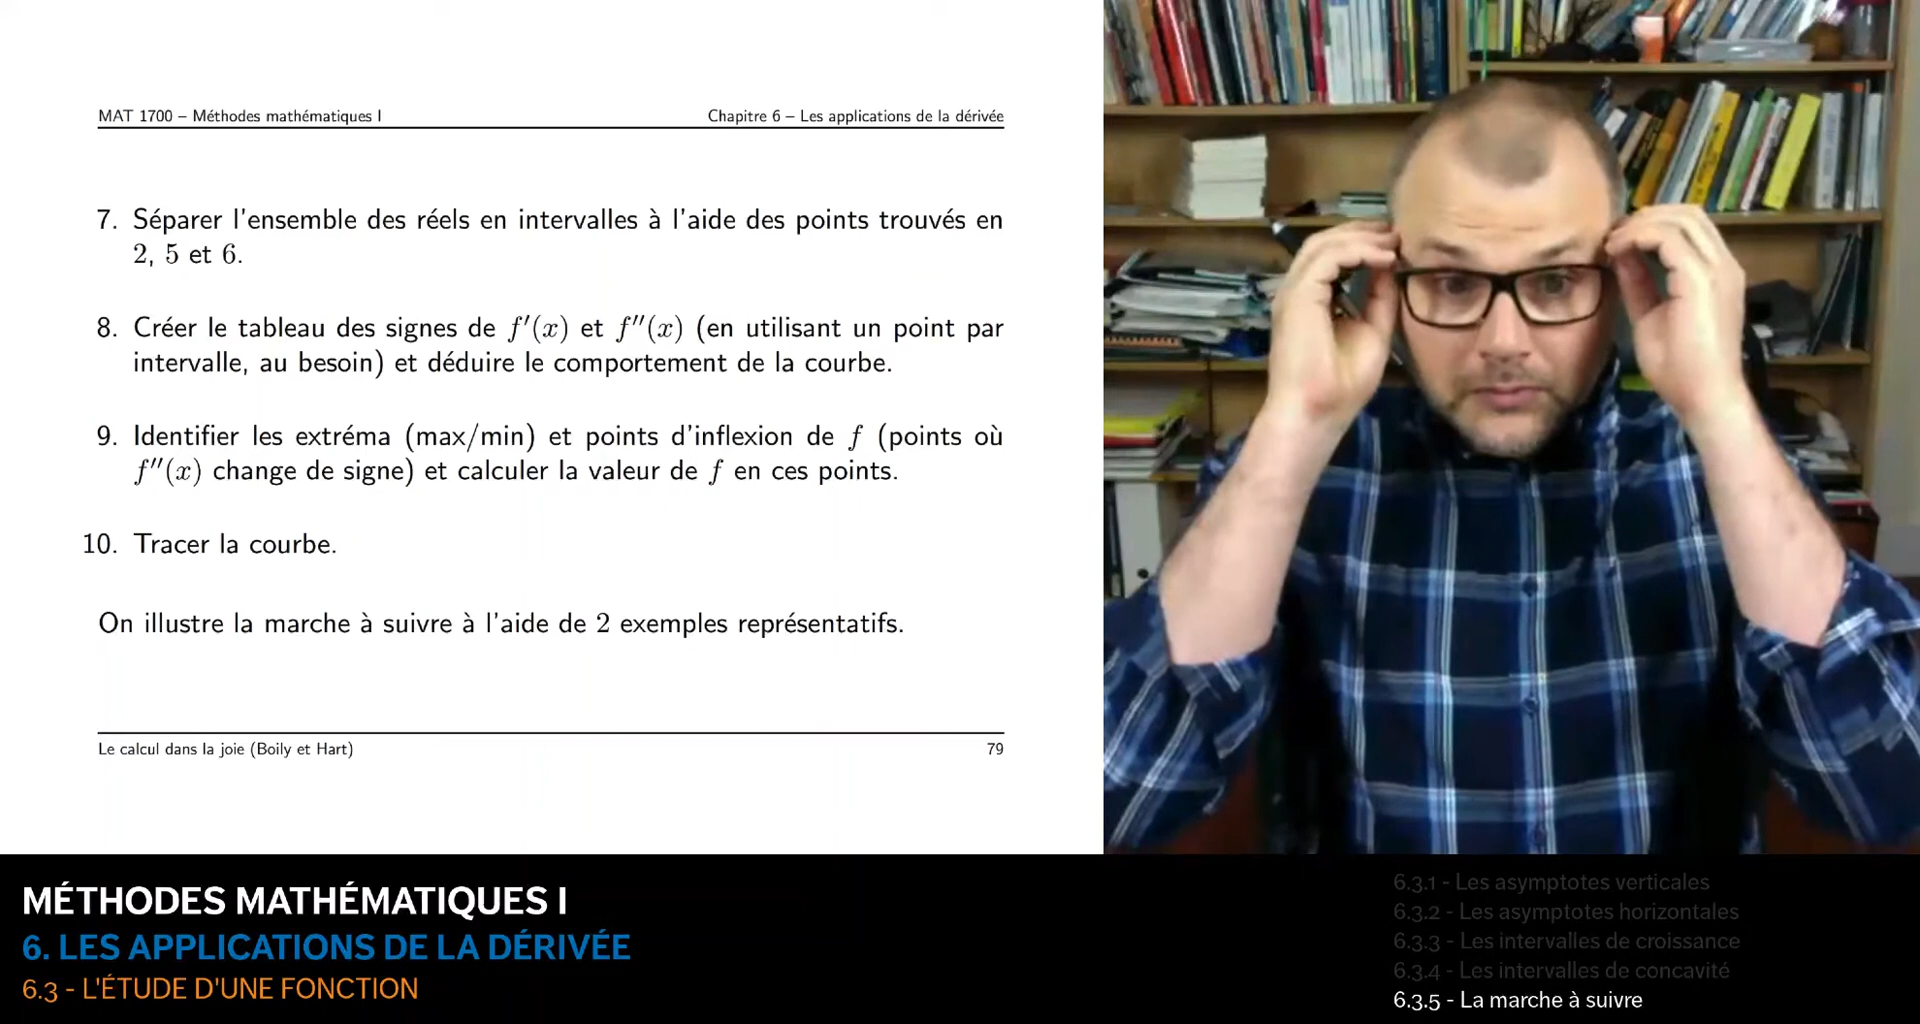 MAT 1700 – Méthodes mathématiques I
Chapitre 6 – Les applications de la dérivée
7. Séparer l'ensemble des réels en intervalles à l'aide des points trouvés en
2, 5 et 6.
8. Créer le tableau des signes de f′(x) et f″(x) (en utilisant un point par
intervalle, au besoin) et déduire le comportement de la courbe.
9. Identifier les extréma (max/min) et points d'inflexion de f (points où
f″(x) change de signe) et calculer la valeur de f en ces points.
10. Tracer la courbe.
On illustre la marche à suivre à l'aide de 2 exemples représentatifs.
Le calcul dans la joie (Boily et Hart)
79
MÉTHODES MATHÉMATIQUES I
6. LES APPLICATIONS DE LA DÉRIVÉE
6.3 - L'ÉTUDE D'UNE FONCTION
6.3.1 - Les asymptotes verticales
6.3.2 - Les asymptotes horizontales
6.3.3 - Les intervalles de croissance
6.3.4 - Les intervalles de concavité
6.3.5 - La marche à suivre